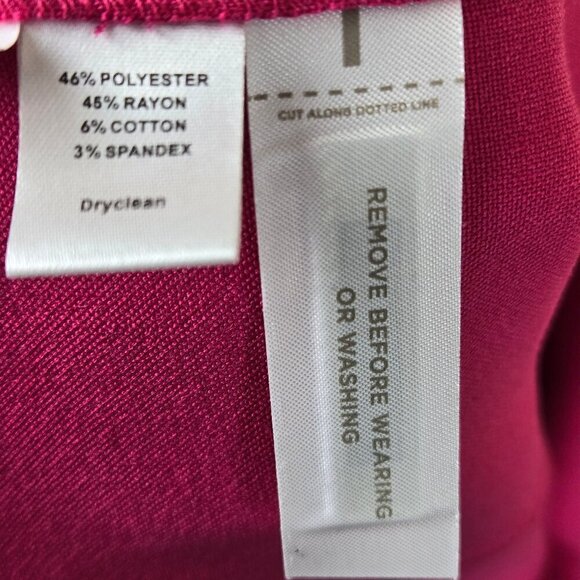 46% POLYESTER
45% RAYON
6% COTTON
3% SPANDEX
Dryclean
CUT ALONG DOTTED LINE
REMOVE BEFORE WEARING
OR WASHING